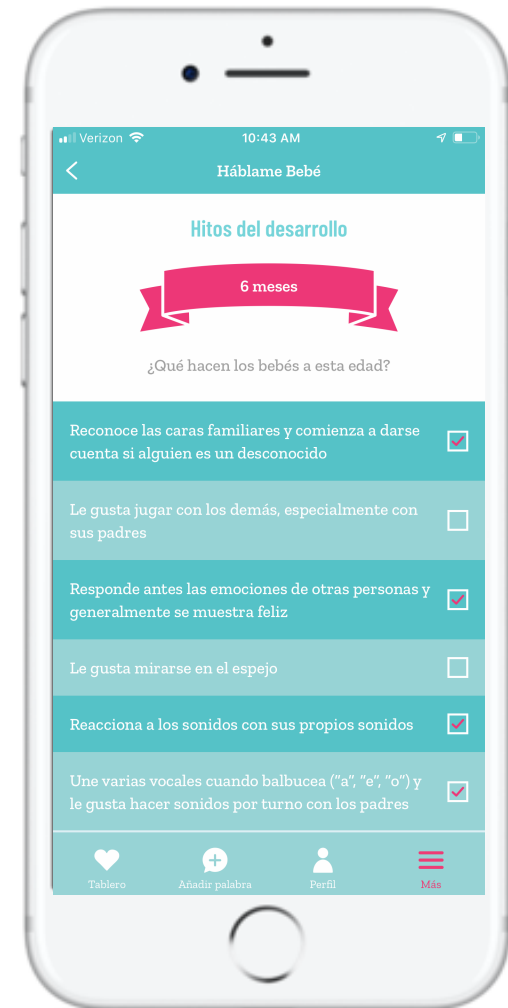 Verizon 10:43 AM
Háblame Bebé
Hitos del desarrollo
6 meses
¿Qué hacen los bebés a esta edad?
Reconoce las caras familiares y comienza a darse
cuenta si alguien es un desconocido
Le gusta jugar con los demás, especialmente con
sus padres
Responde antes las emociones de otras personas y
generalmente se muestra feliz
Le gusta mirarse en el espejo
Reacciona a los sonidos con sus propios sonidos
Une varias vocales cuando balbucea (“a”, “e”, “o”) y
le gusta hacer sonidos por turno con los padres
Tablero Añadir palabra Perfil Más